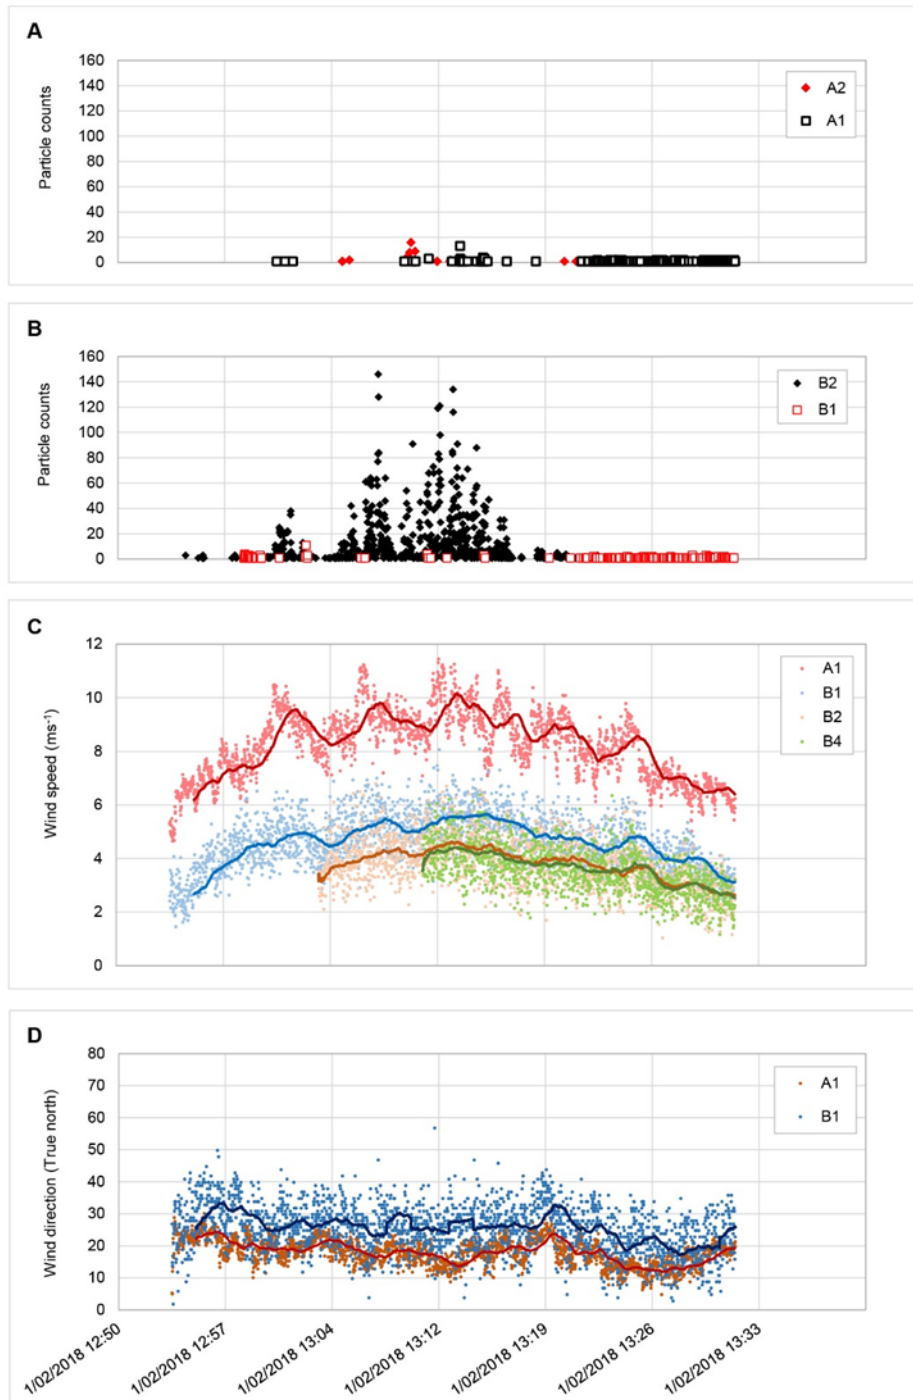 A
Particle counts
160
140
120
100
80
60
40
20
0
A2
A1
B
Particle counts
160
140
120
100
80
60
40
20
0
B2
B1
C
Wind speed (ms⁻¹)
12
10
8
6
4
2
0
A1
B1
B2
B4
D
Wind direction (True north)
80
70
60
50
40
30
20
10
0
A1
B1
1/02/2018 12:50
1/02/2018 12:57
1/02/2018 13:04
1/02/2018 13:12
1/02/2018 13:19
1/02/2018 13:26
1/02/2018 13:33